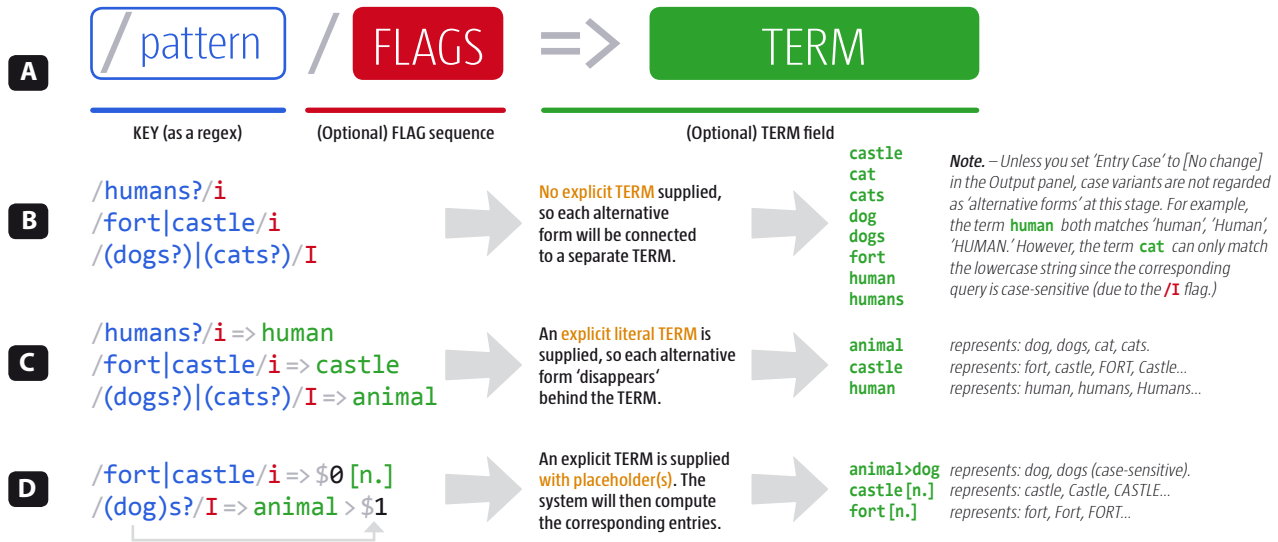 A
/ pattern / FLAGS => TERM
KEY (as a regex)
(Optional) FLAG sequence
(Optional) TERM field
B
/humans?/i
/fort|castle/i
/(dogs?)|(cats?)/I
No explicit TERM supplied,
so each alternative
form will be connected
to a separate TERM.
castle
cat
cats
dog
dogs
fort
human
humans
Note. – Unless you set ‘Entry Case’ to [No change]
in the Output panel, case variants are not regarded
as ‘alternative forms’ at this stage. For example,
the term human both matches ‘human’, ‘Human’,
‘HUMAN.’ However, the term cat can only match
the lowercase string since the corresponding
query is case-sensitive (due to the /I flag.)
C
/humans?/i => human
/fort|castle/i => castle
/(dogs?)|(cats?)/I => animal
An explicit literal TERM is
supplied, so each alternative
form ‘disappears’
behind the TERM.
animal represents: dog, dogs, cat, cats.
castle represents: fort, castle, FORT, Castle...
human represents: human, humans, Humans...
D
/fort|castle/i => $0 [n.]
/(dog)s?/I => animal > $1
An explicit TERM is supplied
with placeholder(s). The
system will then compute
the corresponding entries.
animal>dog represents: dog, dogs (case-sensitive).
castle[n.] represents: castle, Castle, CASTLE...
fort[n.] represents: fort, Fort, FORT...